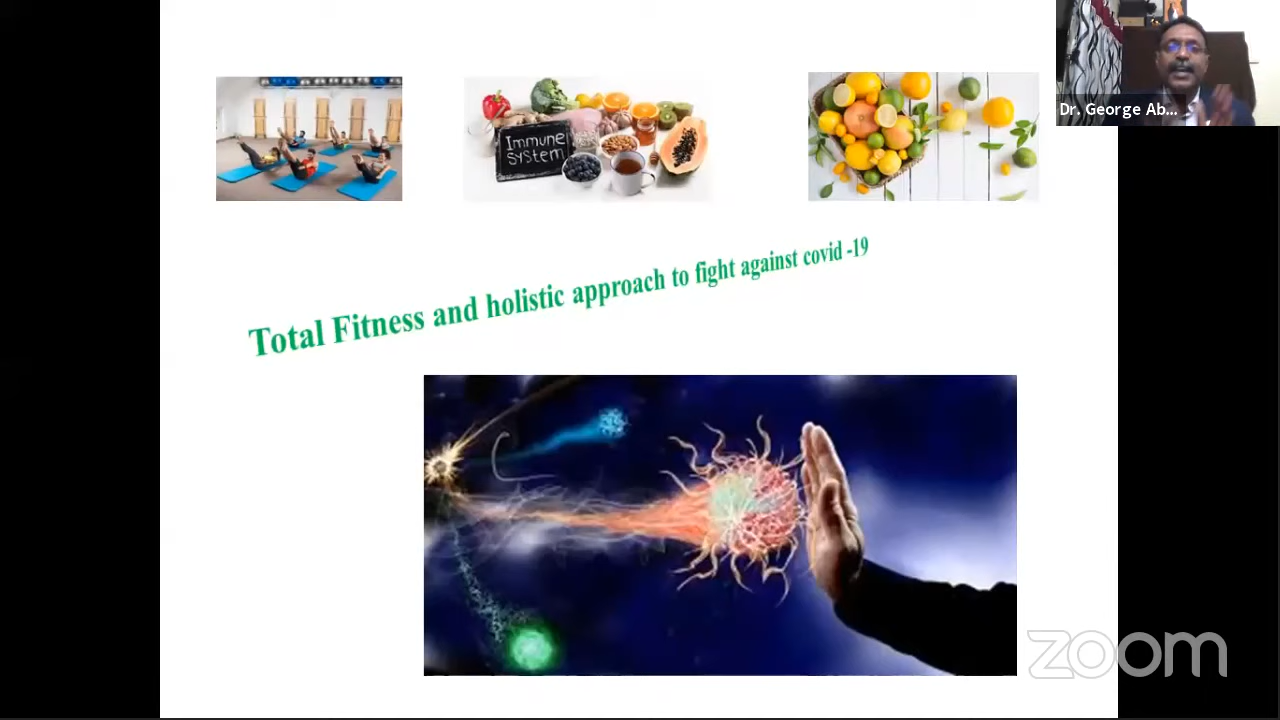 Dr. George Ab...
Immune
System
Total Fitness and holistic approach to fight against covid -19
zoom